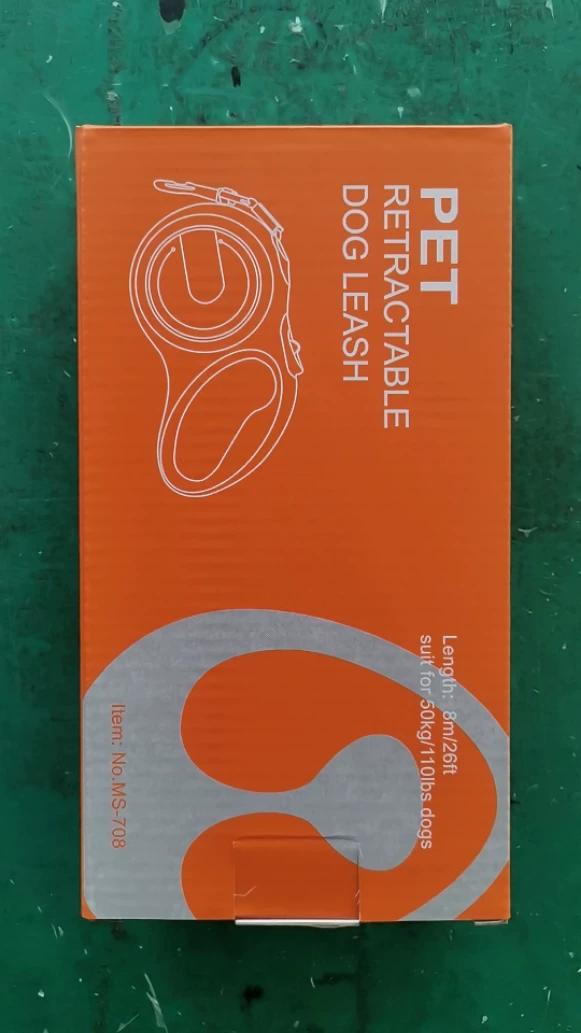 PET
RETRACTABLE
DOG LEASH
Length: 8m/26ft
suit for 50kg/110lbs dogs
Item: No.MS-708